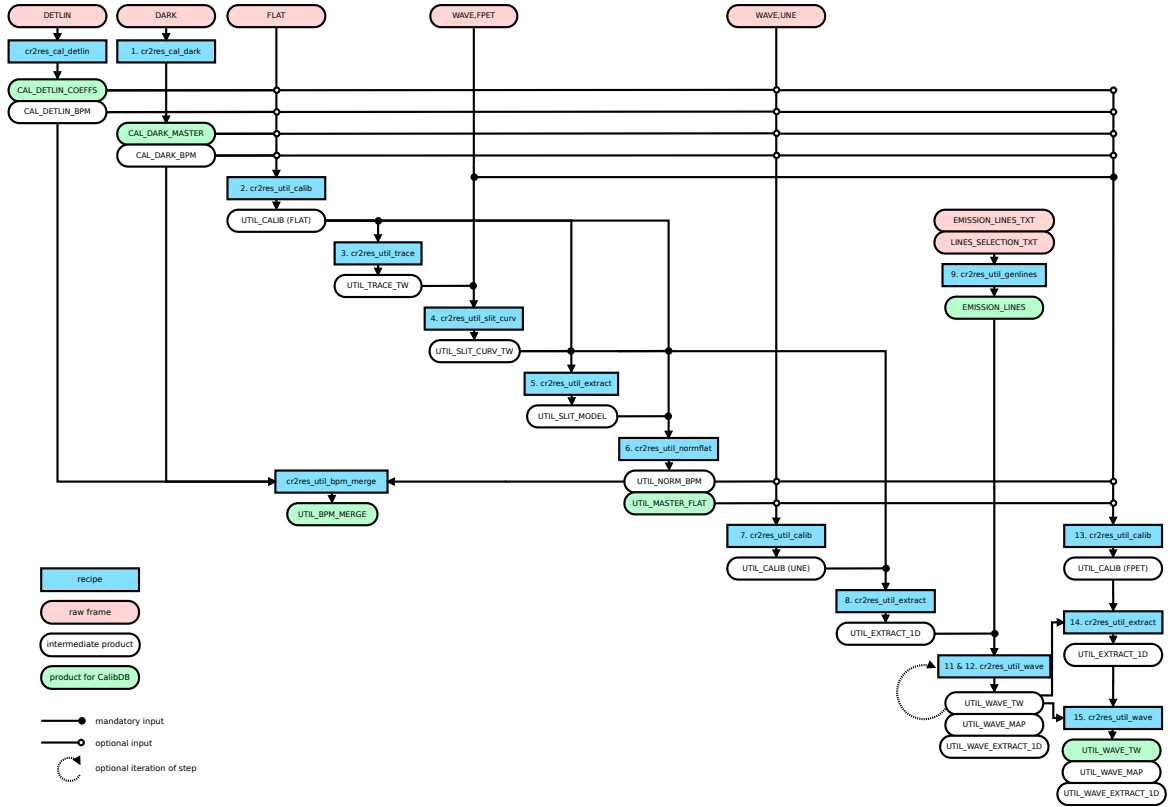 DETLIN
DARK
FLAT
WAVE,FPET
WAVE,UNE
cr2res_cal_detlin
1. cr2res_cal_dark
CAL_DETLIN_COEFFS
CAL_DETLIN_BPM
CAL_DARK_MASTER
CAL_DARK_BPM
2. cr2res_util_calib
UTIL_CALIB (FLAT)
EMISSION_LINES_TXT
LINES_SELECTION_TXT
3. cr2res_util_trace
9. cr2res_util_genlines
UTIL_TRACE_TW
EMISSION_LINES
4. cr2res_util_slit_curv
UTIL_SLIT_CURV_TW
5. cr2res_util_extract
UTIL_SLIT_MODEL
6. cr2res_util_normflat
cr2res_util_bpm_merge
UTIL_NORM_BPM
UTIL_BPM_MERGE
UTIL_MASTER_FLAT
7. cr2res_util_calib
13. cr2res_util_calib
UTIL_CALIB (UNE)
UTIL_CALIB (FPET)
recipe
8. cr2res_util_extract
raw frame
14. cr2res_util_extract
UTIL_EXTRACT_1D
intermediate product
UTIL_EXTRACT_1D
11 & 12. cr2res_util_wave
product for CalibDB
UTIL_WAVE_TW
15. cr2res_util_wave
mandatory input
UTIL_WAVE_MAP
optional input
UTIL_WAVE_EXTRACT_1D
UTIL_WAVE_TW
optional iteration of step
UTIL_WAVE_MAP
UTIL_WAVE_EXTRACT_1D